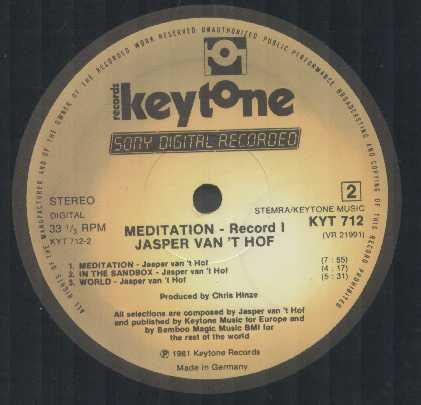 ALL RIGHTS OF THE MANUFACTURER AND OF THE OWNER OF THE RECORDED WORK RESERVED UNAUTHORISED PUBLIC PERFORMANCE BROADCASTING AND COPYING OF THIS RECORD PROHIBITED
records
keytone
SONY DIGITAL RECORDED
STEREO
DIGITAL
33 1/3 RPM
KYT 712-2
2
STEMRA/KEYTONE MUSIC
KYT 712
(VR 21991)
MEDITATION - Record I
JASPER VAN 'T HOF
1. MEDITATION - Jasper van 't Hof (7 : 55)
2. IN THE SANDBOX - Jasper van 't Hof (4 : 17)
3. WORLD - Jasper van 't Hof (5 : 31)
Produced by Chris Hinze
All selections are composed by Jasper van 't Hof
and published by Keytone Music for Europe and
by Bamboo Magic Music BMI for
the rest of the world
℗ 1981 Keytone Records
Made in Germany